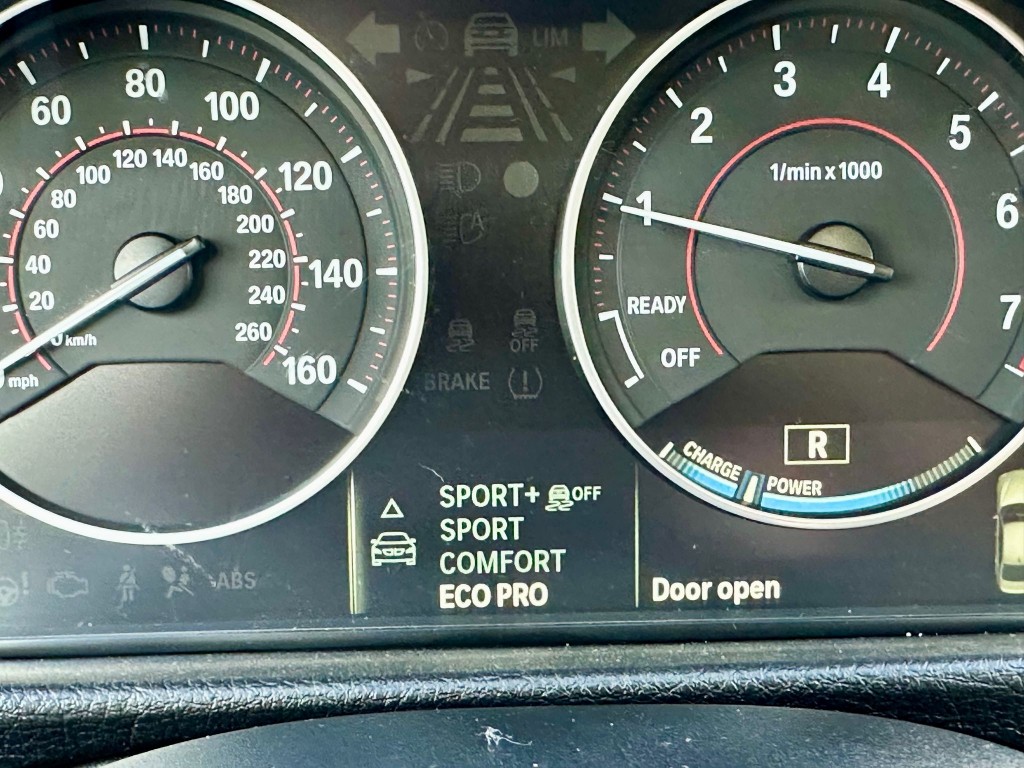 LIM
60
80
100
120
140
160
mph
20
40
60
80
100
120
140
160
180
200
220
240
260
km/h
1
2
3
4
5
6
7
1/min x 1000
READY
OFF
OFF
BRAKE
R
CHARGE
POWER
SPORT+ OFF
SPORT
COMFORT
ECO PRO
Door open
ABS